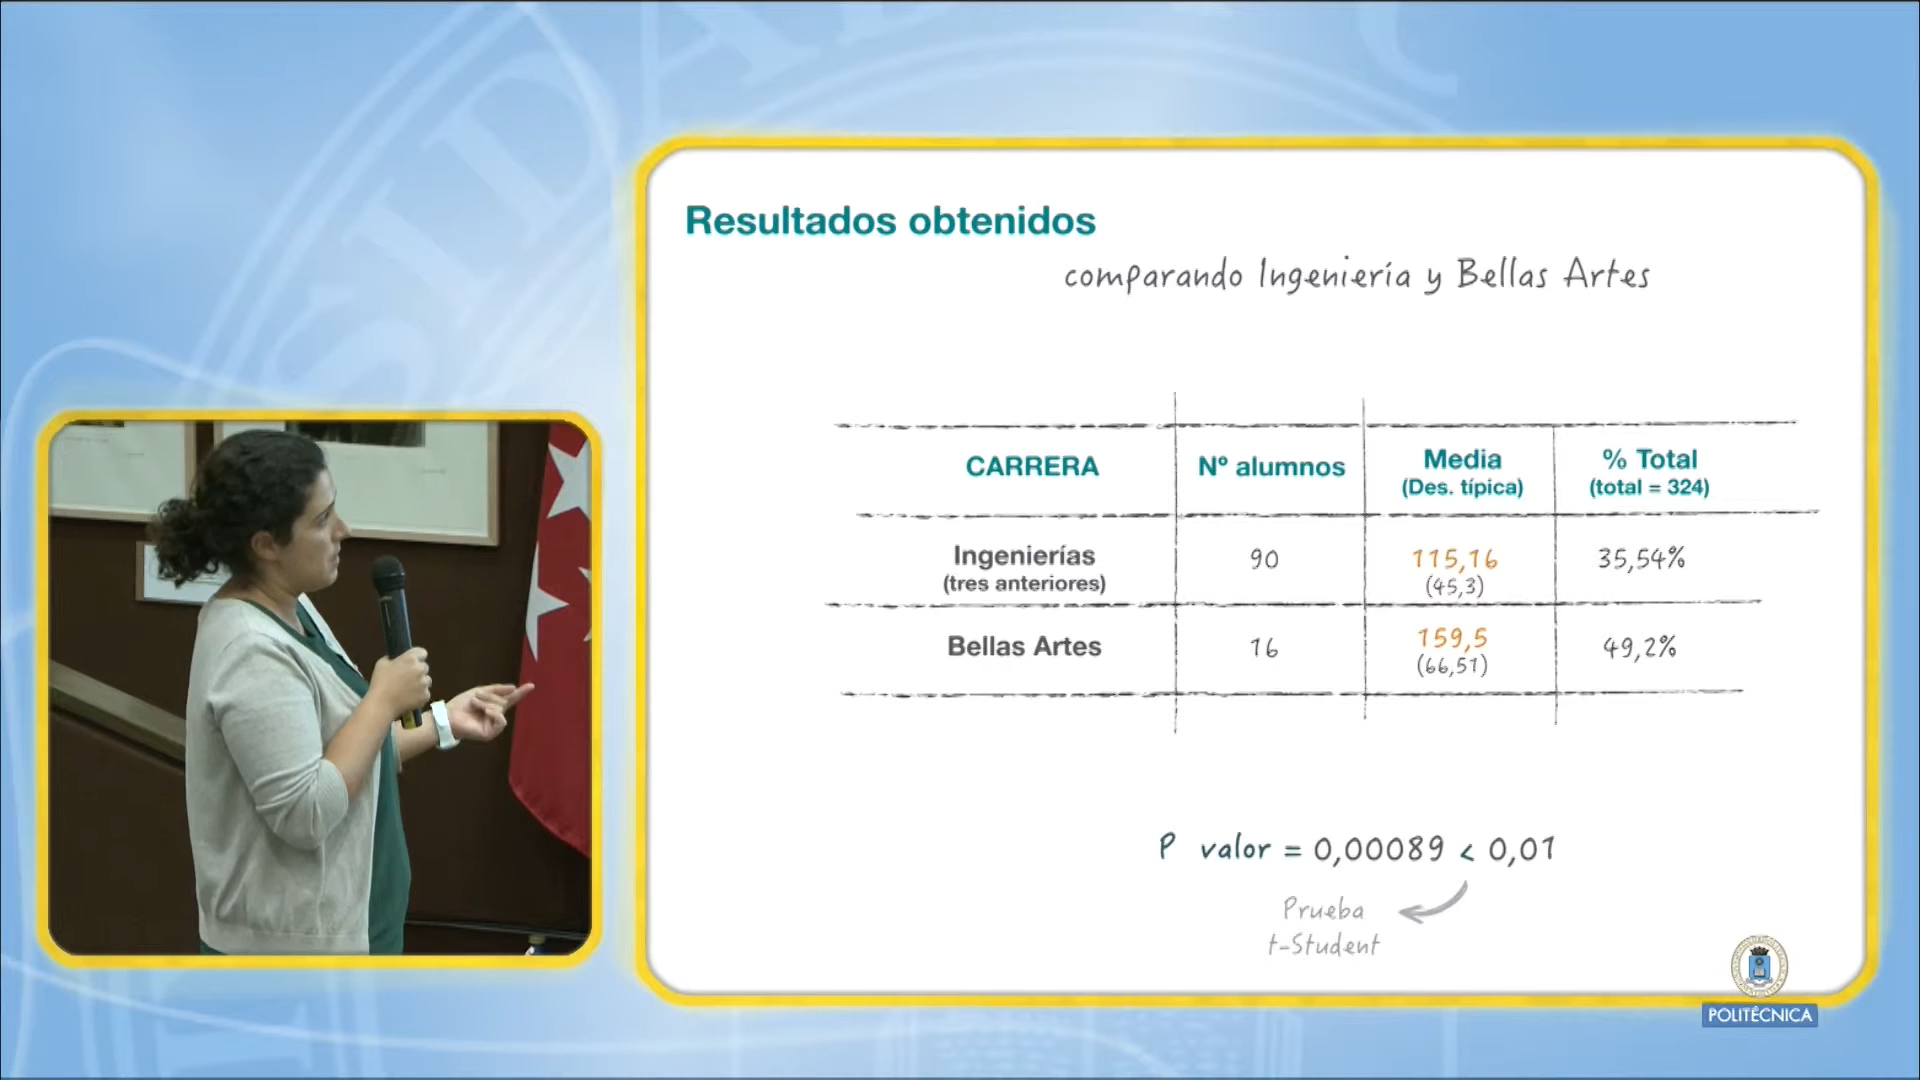 Resultados obtenidos
comparando Ingeniería y Bellas Artes
CARRERA
Nº alumnos
Media
(Des. típica)
% Total
(total = 324)
Ingenierías
(tres anteriores)
90
115,16
(45,3)
35,54%
Bellas Artes
16
159,5
(66,51)
49,2%
P valor = 0,00089 < 0,01
Prueba
t-Student
POLITÉCNICA